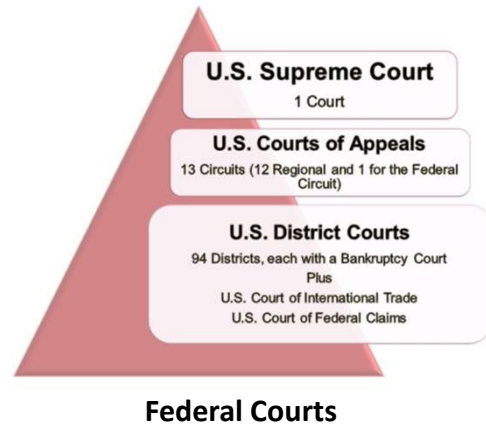 U.S. Supreme Court
1 Court
U.S. Courts of Appeals
13 Circuits (12 Regional and 1 for the Federal
Circuit)
U.S. District Courts
94 Districts, each with a Bankruptcy Court
Plus
U.S. Court of International Trade
U.S. Court of Federal Claims
Federal Courts